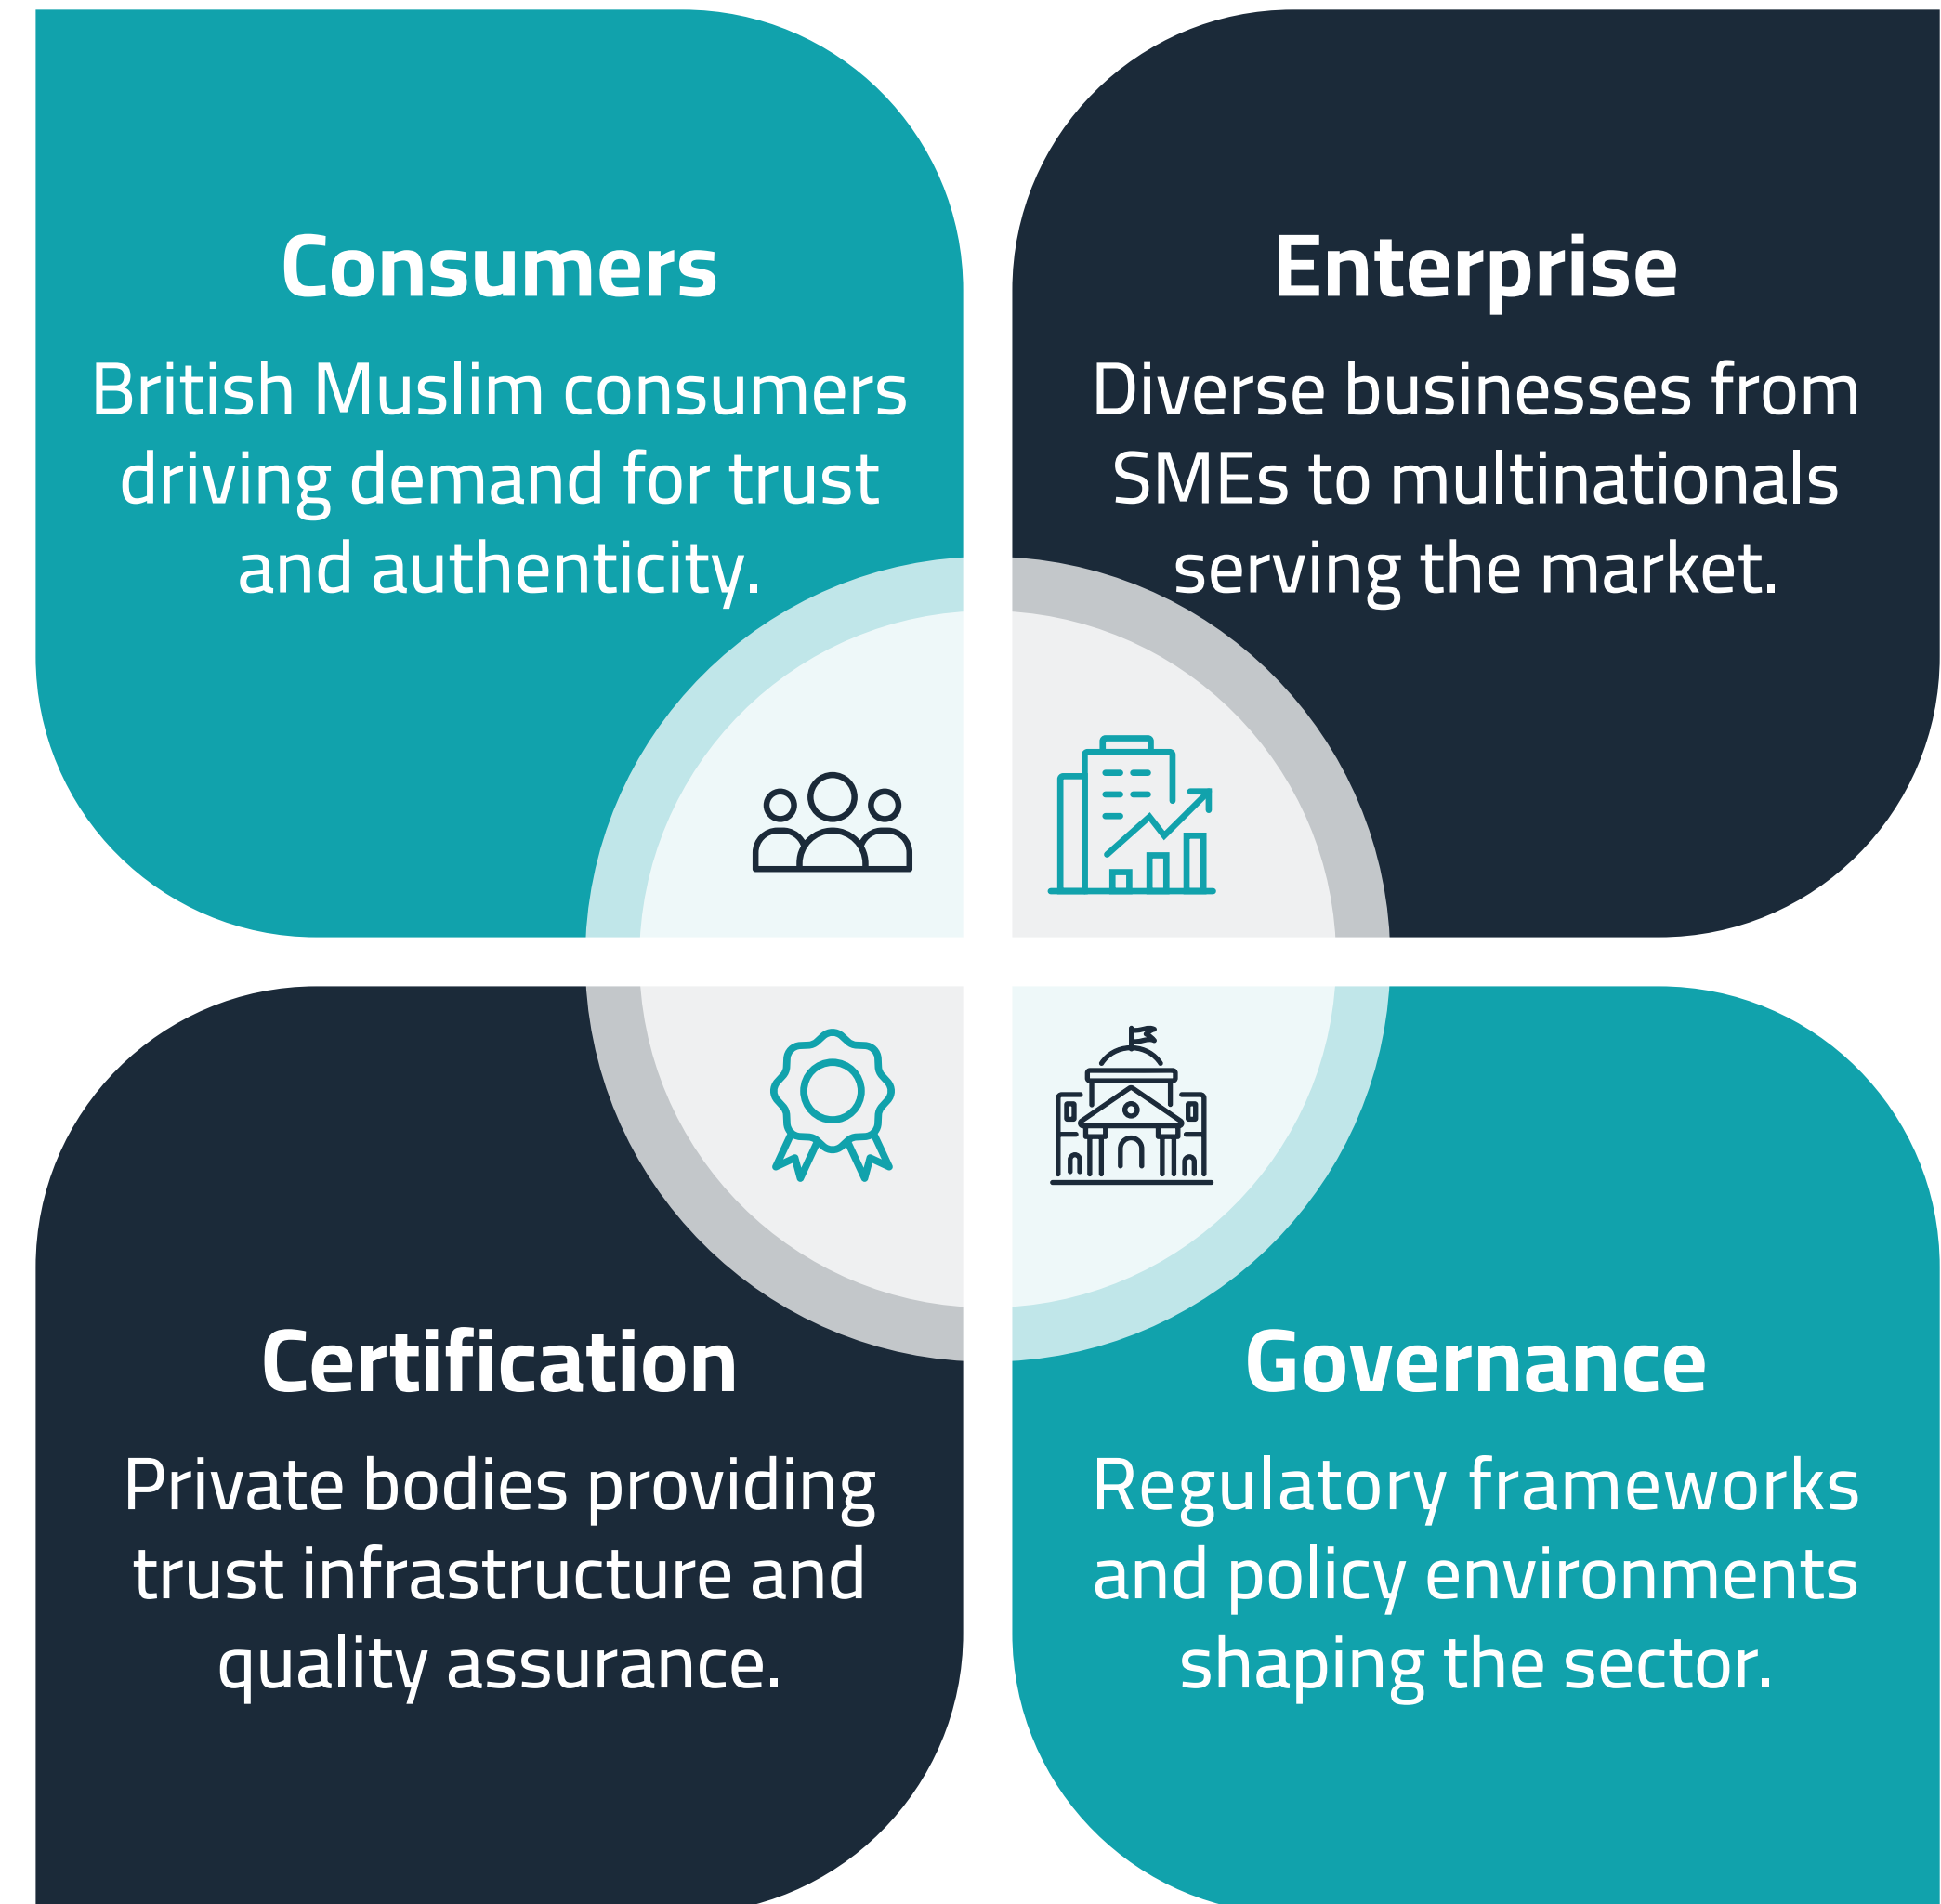 Consumers
British Muslim consumers
driving demand for trust
and authenticity.
Enterprise
Diverse businesses from
SMEs to multinationals
serving the market.
Certification
Private bodies providing
trust infrastructure and
quality assurance.
Governance
Regulatory frameworks
and policy environments
shaping the sector.